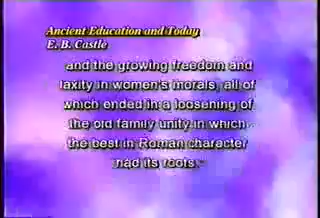 Ancient Education and Today
E. B. Castle
and the growing freedom and
laxity in women's morals, all of
which ended in a loosening of
the old family unity in which
the best in Roman character
had its roots."